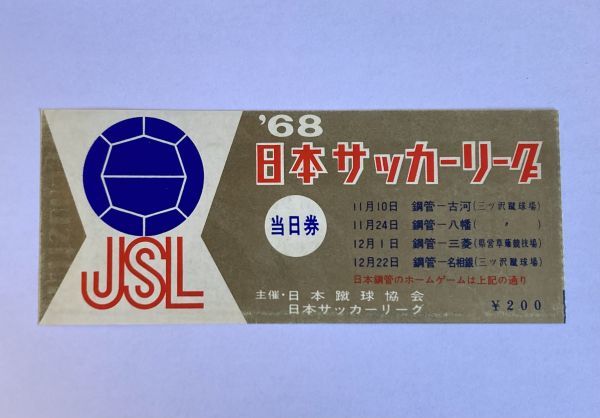 '68
日本サッカーリーグ
JSL
当日券
11月10日 鋼管ー古河(三ツ沢蹴球場)
11月24日 鋼管ー八幡( 〃 )
12月1日 鋼管ー三菱(県営草薙競技場)
12月22日 鋼管ー名相銀(三ツ沢蹴球場)
日本鋼管のホームゲームは上記の通り
主催・日本蹴球協会
日本サッカーリーグ
¥200